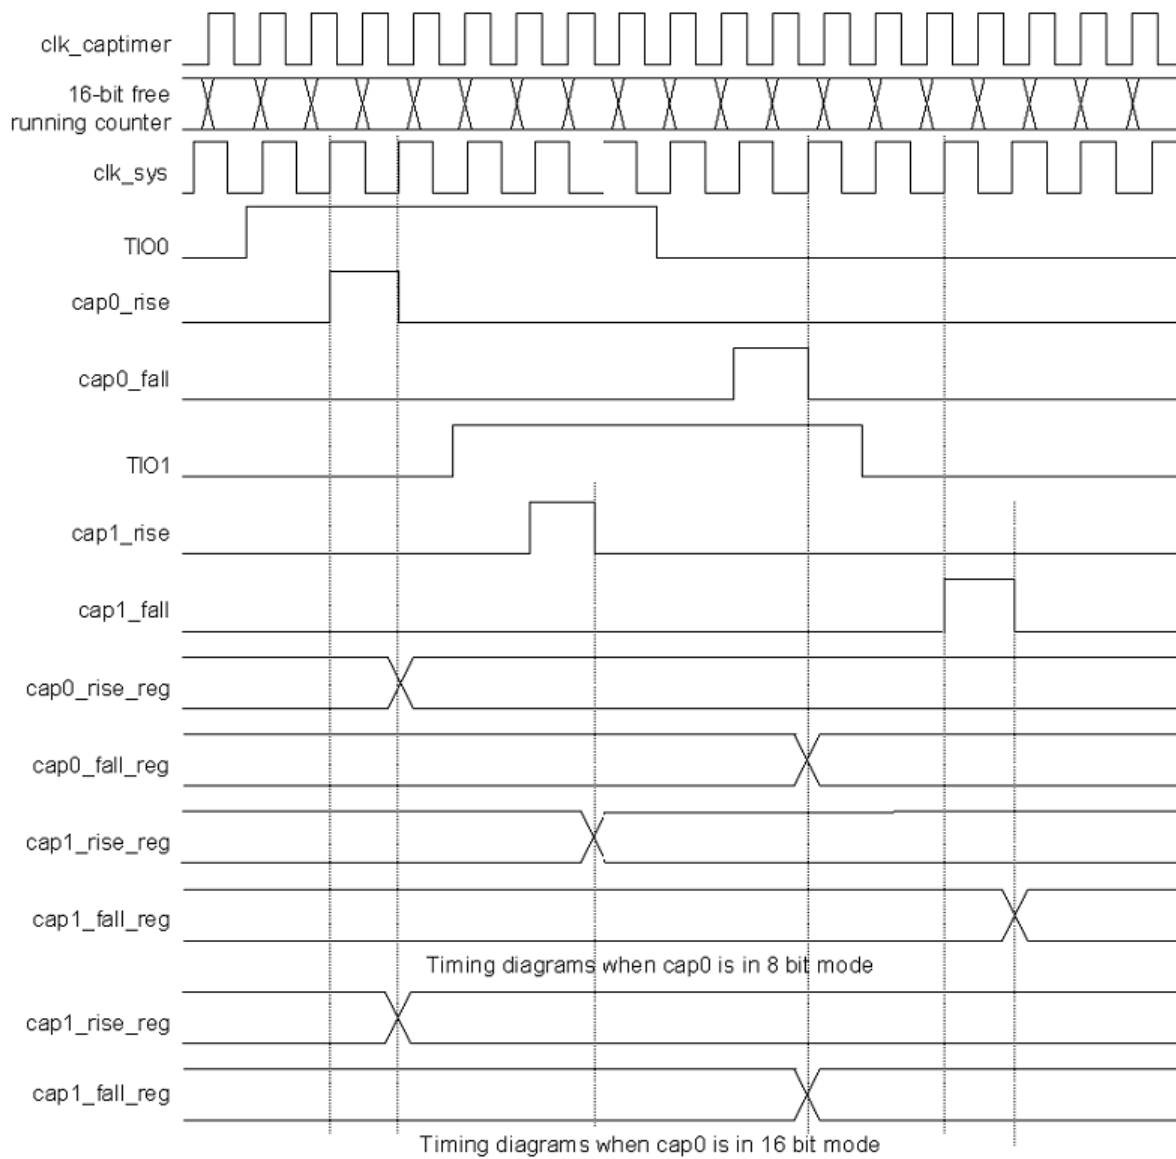 clk_captimer
16-bit free
running counter
clk_sys
TIO0
cap0_rise
cap0_fall
TIO1
cap1_rise
cap1_fall
cap0_rise_reg
cap0_fall_reg
cap1_rise_reg
cap1_fall_reg
Timing diagrams when cap0 is in 8 bit mode
cap1_rise_reg
cap1_fall_reg
Timing diagrams when cap0 is in 16 bit mode